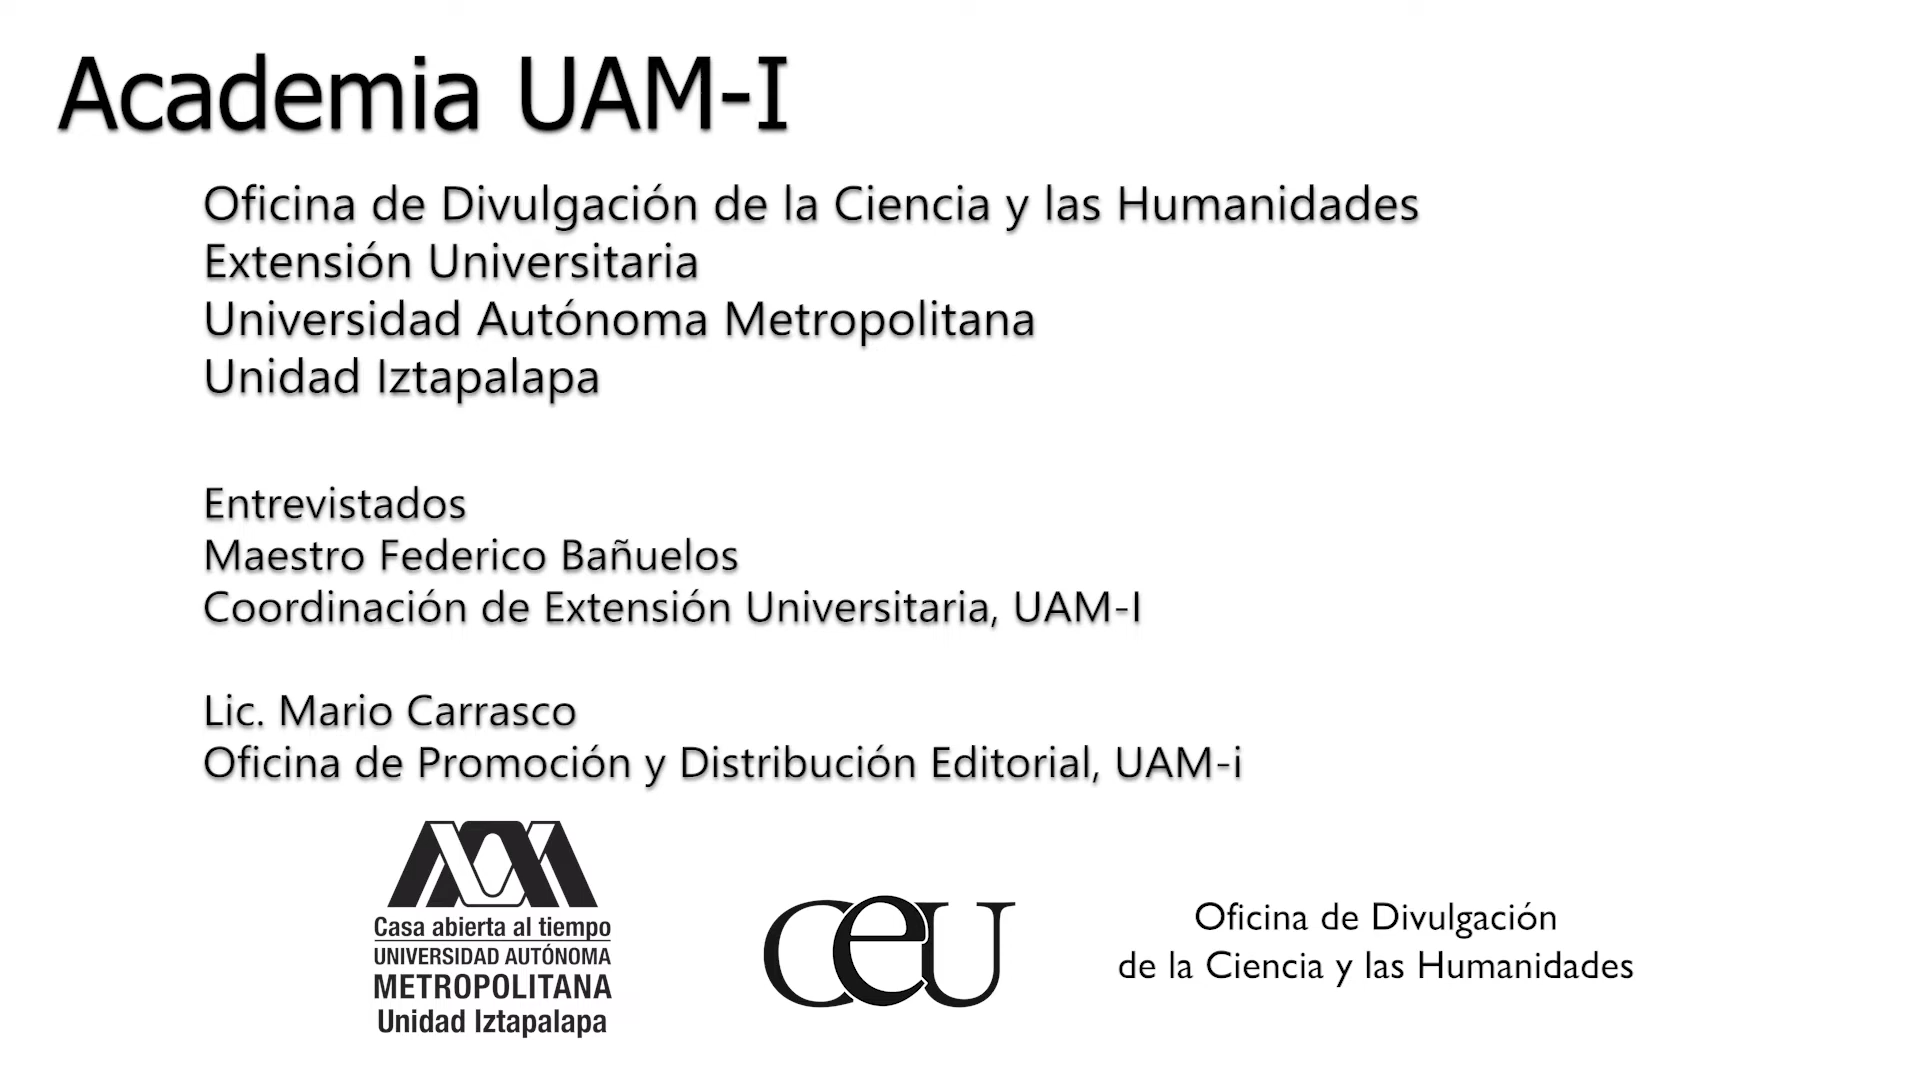 Academia UAM-I
Oficina de Divulgación de la Ciencia y las Humanidades
Extensión Universitaria
Universidad Autónoma Metropolitana
Unidad Iztapalapa
Entrevistados
Maestro Federico Bañuelos
Coordinación de Extensión Universitaria, UAM-I
Lic. Mario Carrasco
Oficina de Promoción y Distribución Editorial, UAM-i
Casa abierta al tiempo
UNIVERSIDAD AUTÓNOMA
METROPOLITANA
Unidad Iztapalapa
CeU
Oficina de Divulgación
de la Ciencia y las Humanidades